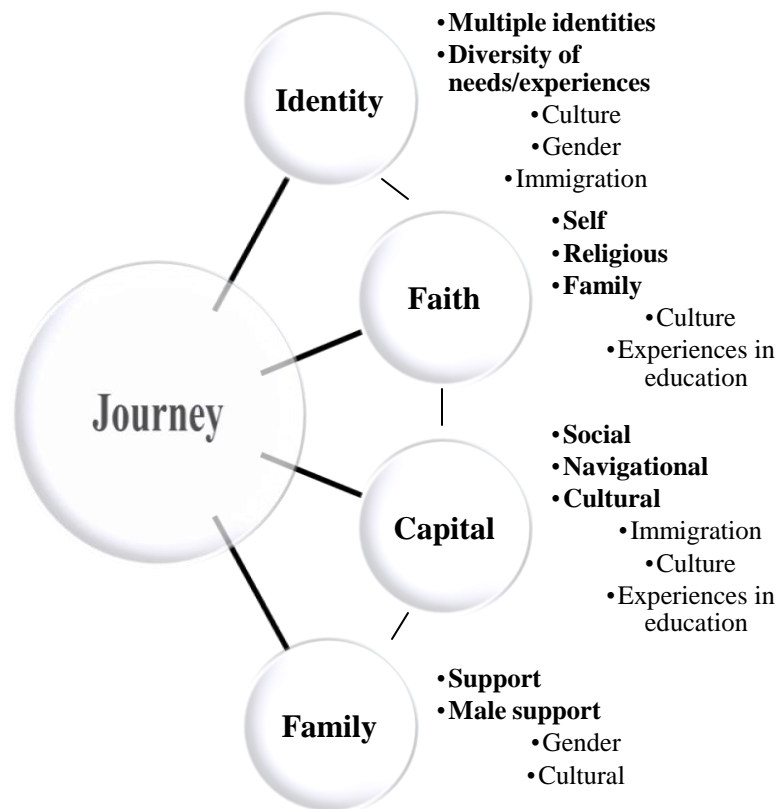 Journey
Identity
•Multiple identities
•Diversity of
needs/experiences
•Culture
•Gender
•Immigration
Faith
•Self
•Religious
•Family
•Culture
•Experiences in
education
Capital
•Social
•Navigational
•Cultural
•Immigration
•Culture
•Experiences in
education
Family
•Support
•Male support
•Gender
•Cultural